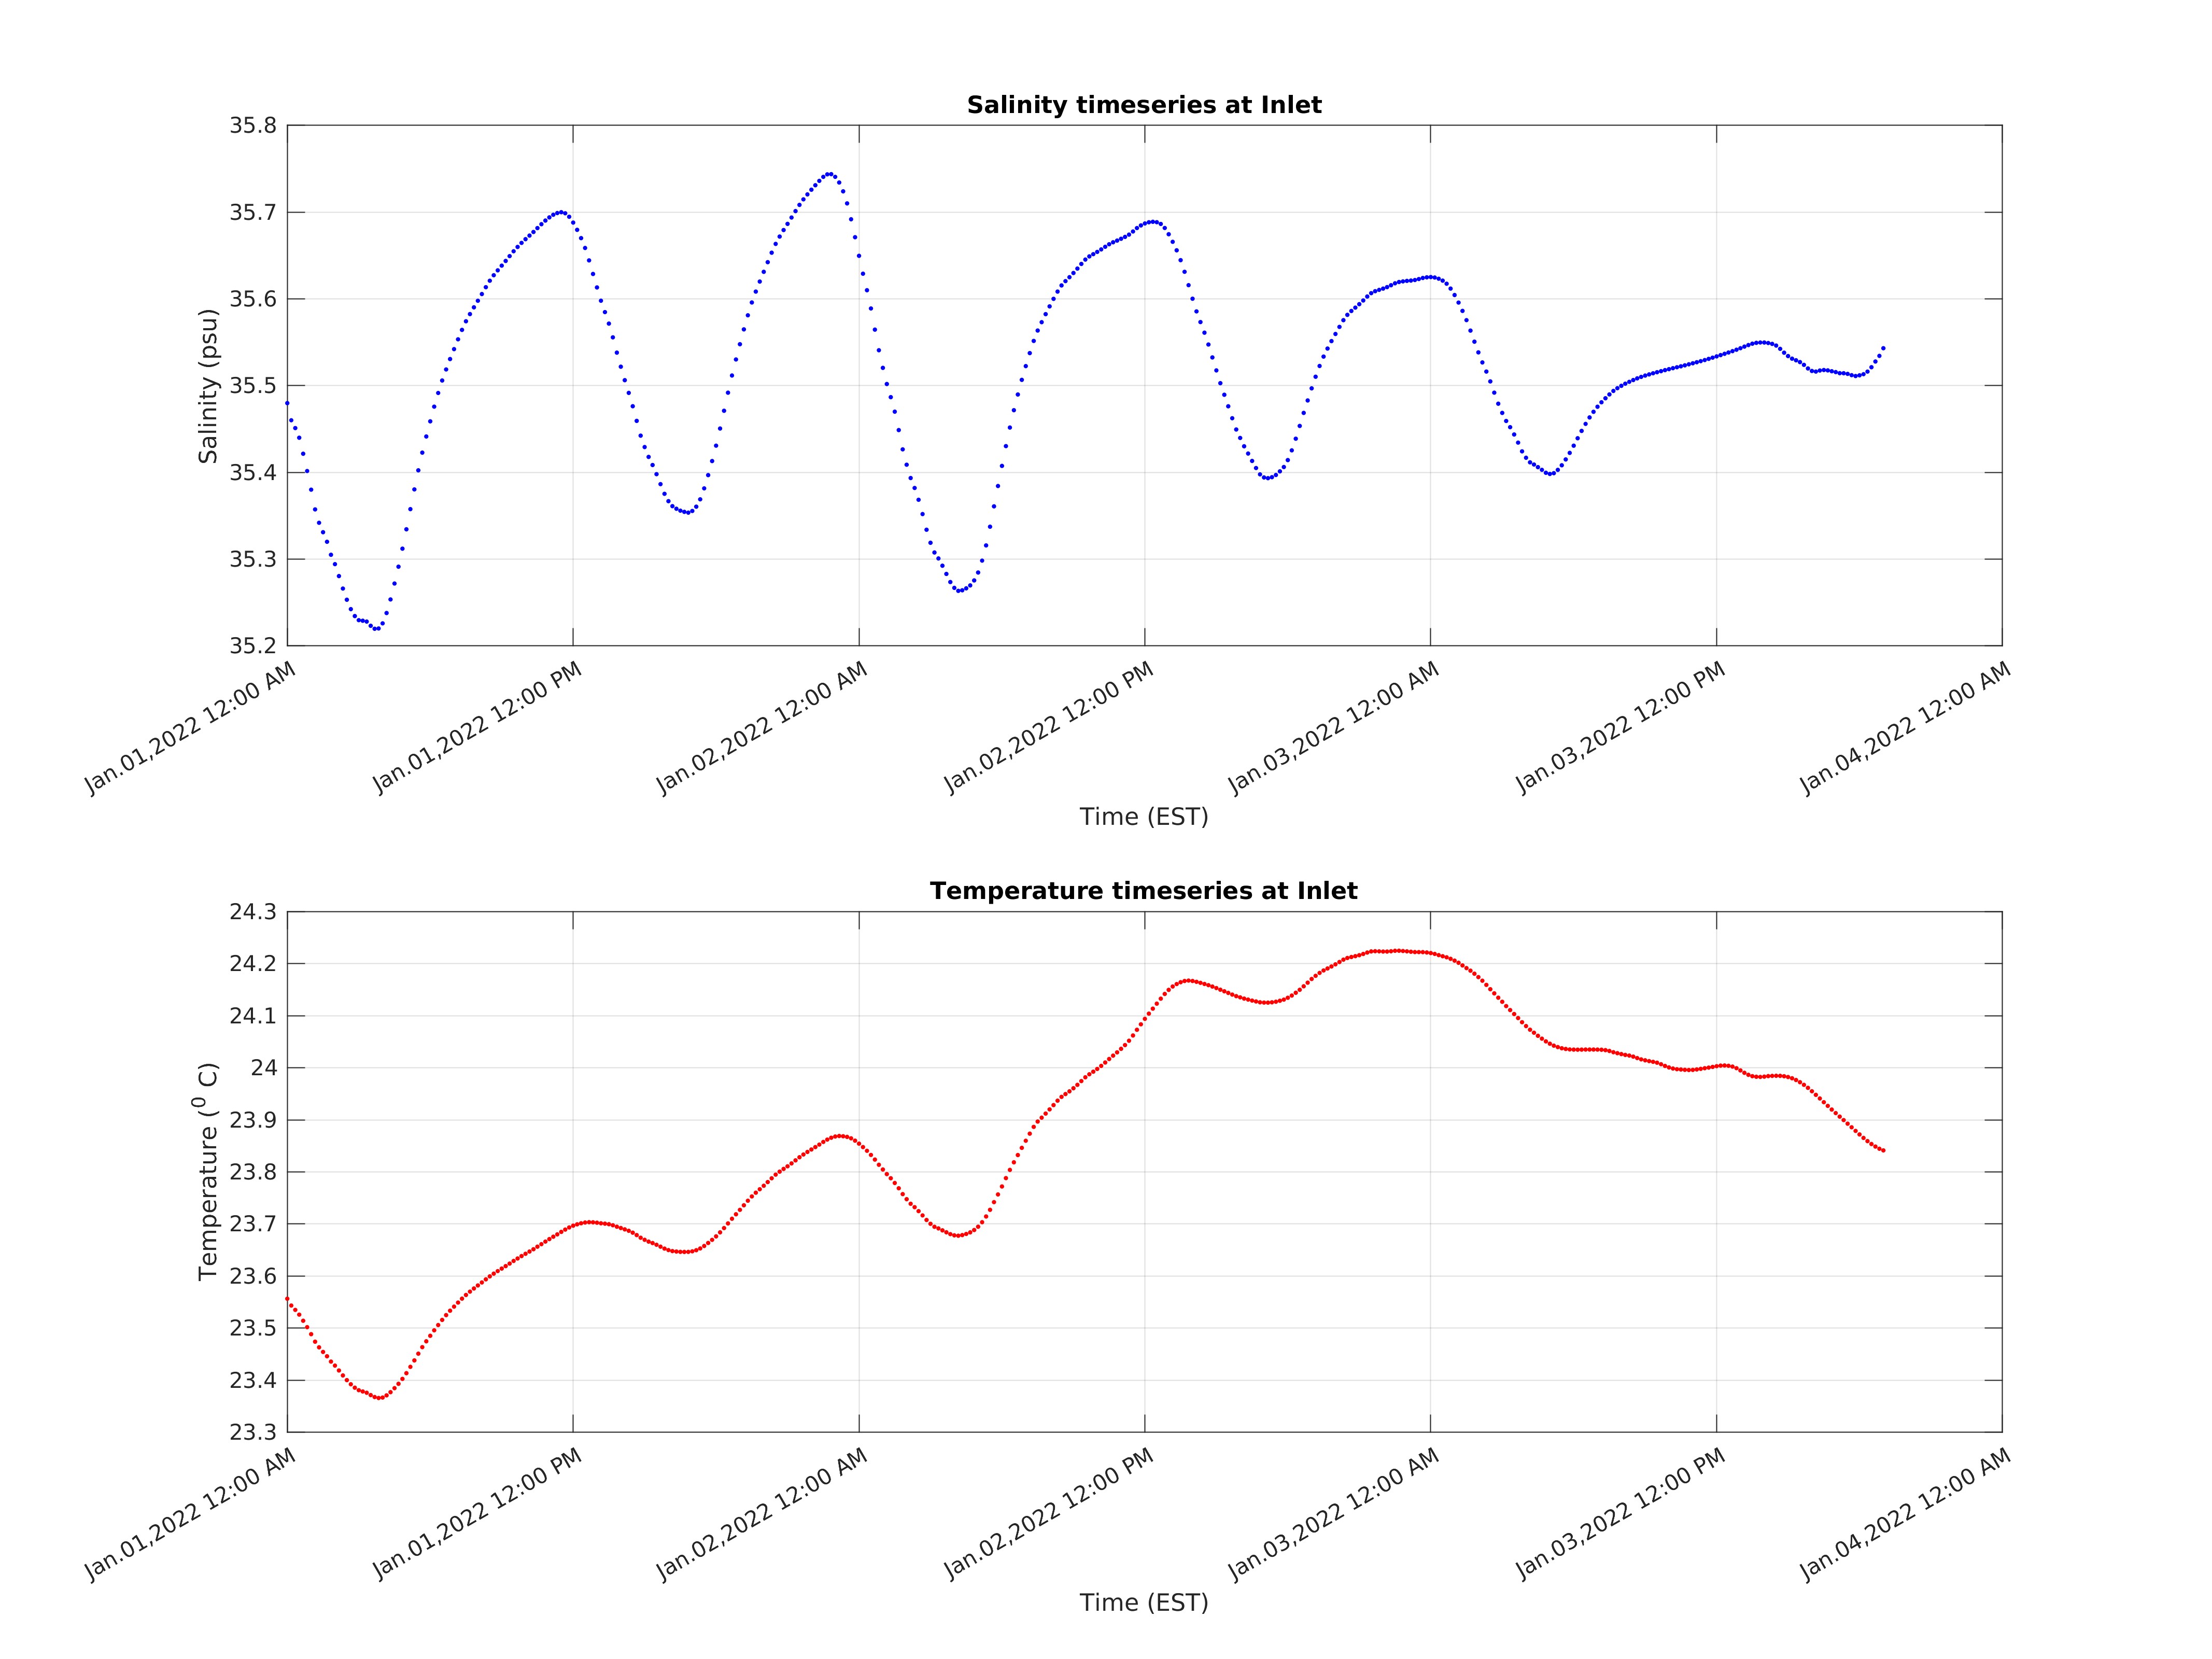 Salinity timeseries at Inlet
35.8
35.7
35.6
35.5
35.4
35.3
35.2
Salinity (psu)
Jan.01,2022 12:00 AM
Jan.01,2022 12:00 PM
Jan.02,2022 12:00 AM
Jan.02,2022 12:00 PM
Jan.03,2022 12:00 AM
Jan.03,2022 12:00 PM
Jan.04,2022 12:00 AM
Time (EST)
Temperature timeseries at Inlet
24.3
24.2
24.1
24
23.9
23.8
23.7
23.6
23.5
23.4
23.3
Temperature (⁰ C)
Jan.01,2022 12:00 AM
Jan.01,2022 12:00 PM
Jan.02,2022 12:00 AM
Jan.02,2022 12:00 PM
Jan.03,2022 12:00 AM
Jan.03,2022 12:00 PM
Jan.04,2022 12:00 AM
Time (EST)